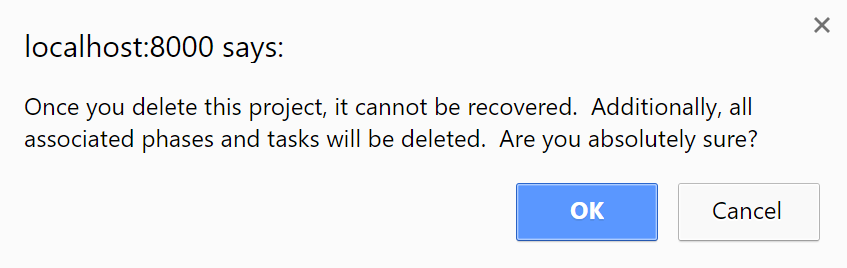 localhost:8000 says:
Once you delete this project, it cannot be recovered.  Additionally, all
associated phases and tasks will be deleted.  Are you absolutely sure?
OK
Cancel